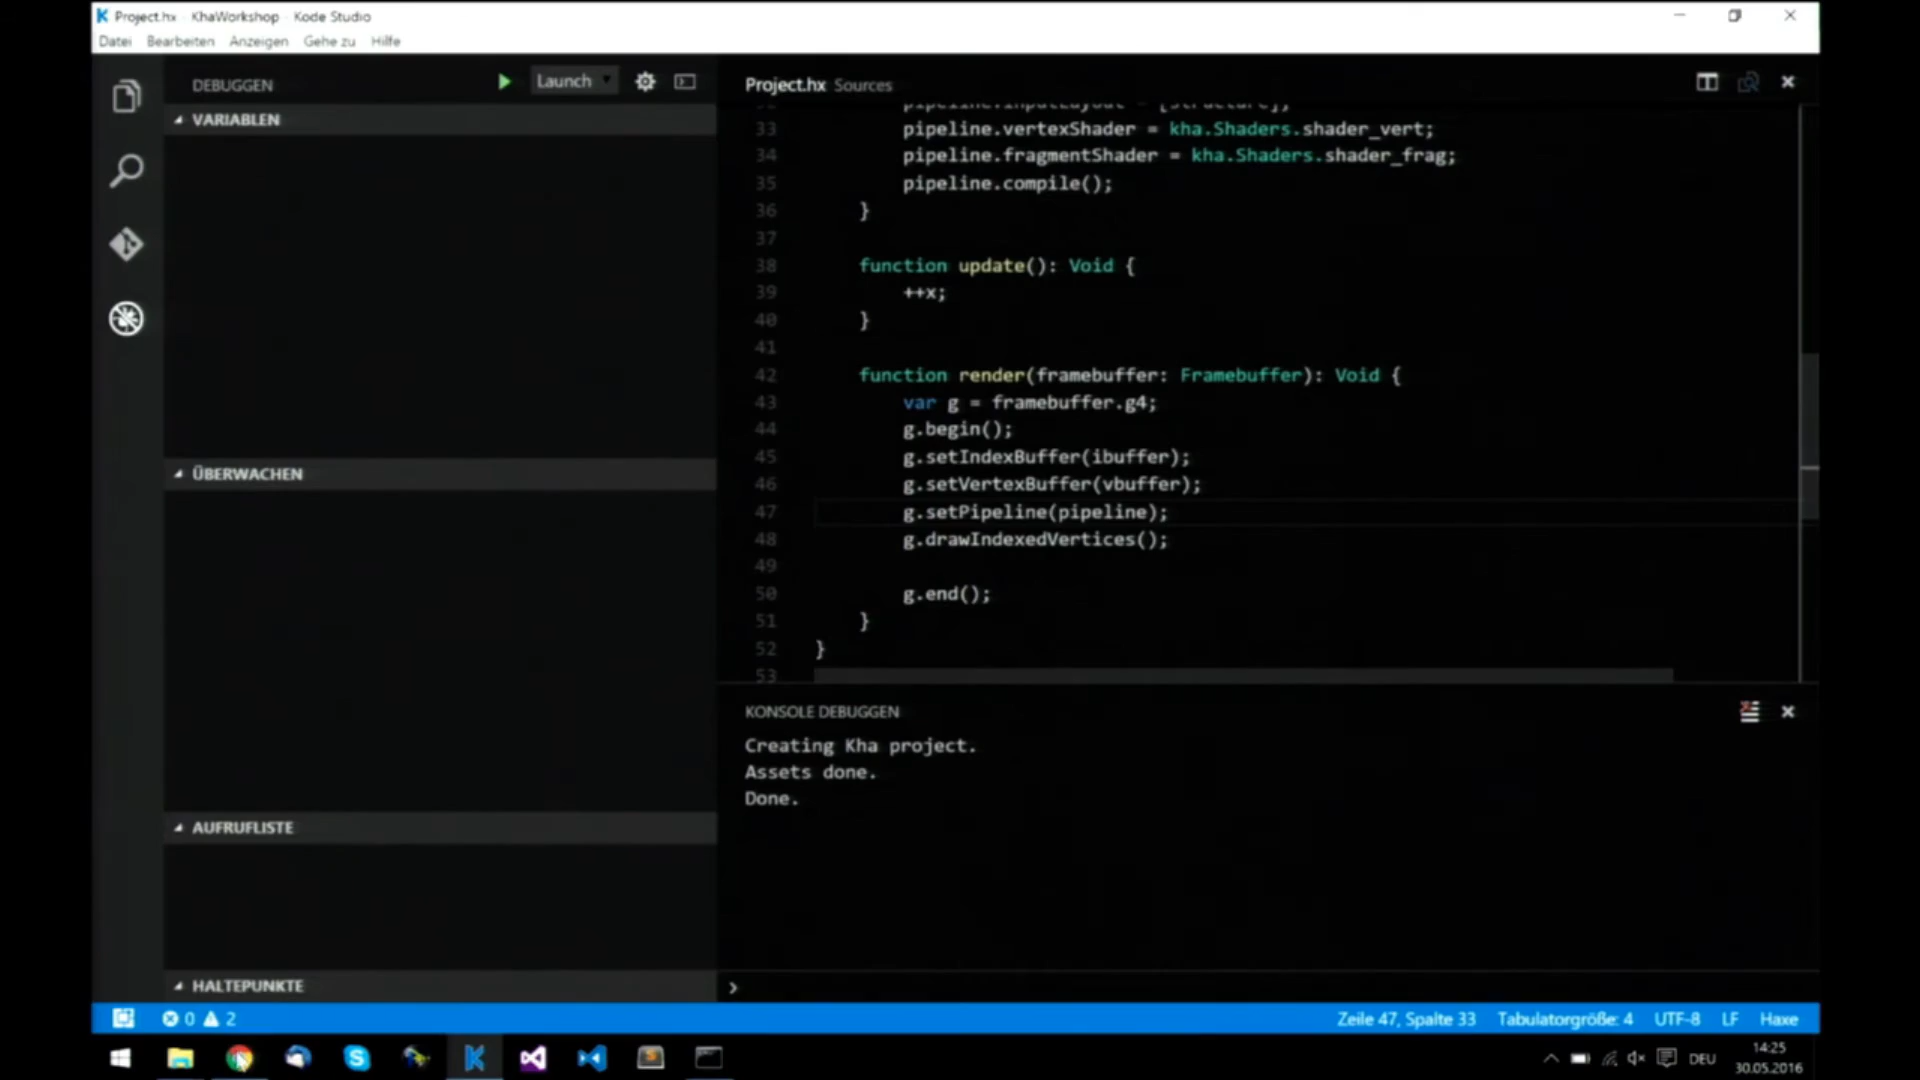 Project.hx - KhaWorkshop - Kode Studio
Datei Bearbeiten Anzeigen Gehe zu Hilfe
DEBUGGEN Launch
VARIABLEN
ÜBERWACHEN
AUFRUFLISTE
HALTEPUNKTE
Project.hx Sources
32 pipeline.inputLayout = [structure];
33 pipeline.vertexShader = kha.Shaders.shader_vert;
34 pipeline.fragmentShader = kha.Shaders.shader_frag;
35 pipeline.compile();
36 }
37
38 function update(): Void {
39 ++x;
40 }
41
42 function render(framebuffer: Framebuffer): Void {
43 var g = framebuffer.g4;
44 g.begin();
45 g.setIndexBuffer(ibuffer);
46 g.setVertexBuffer(vbuffer);
47 g.setPipeline(pipeline);
48 g.drawIndexedVertices();
49
50 g.end();
51 }
52 }
53
KONSOLE DEBUGGEN
Creating Kha project.
Assets done.
Done.
0 2
Zeile 47, Spalte 33 Tabulatorgröße: 4 UTF-8 LF Haxe
DEU
14:25
30.05.2016